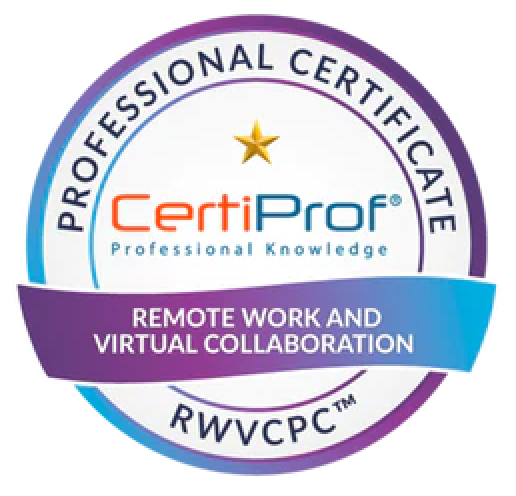 PROFESSIONAL CERTIFICATE
CertiProf®
Professional Knowledge
REMOTE WORK AND
VIRTUAL COLLABORATION
RWVCPC™